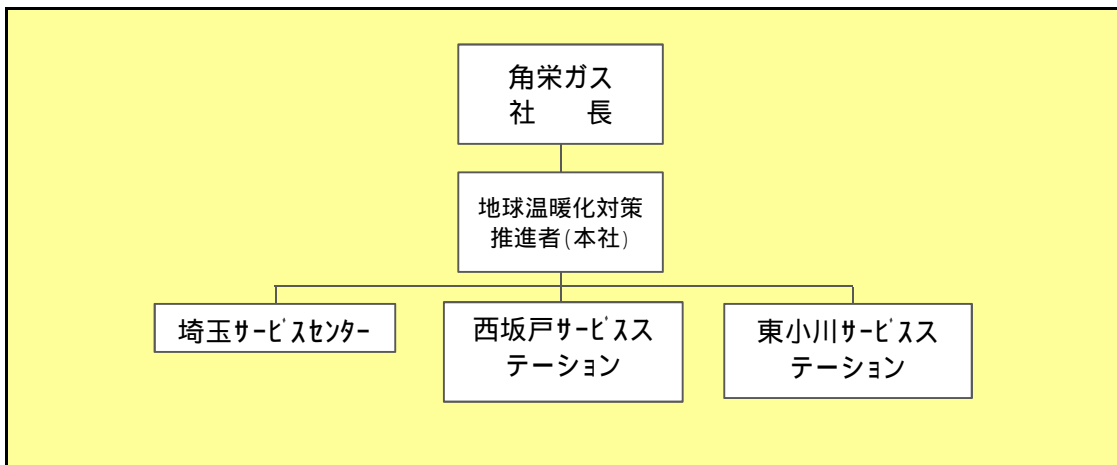 角栄ガス
社　　長
地球温暖化対策
推進者(本社)
埼玉ｻｰﾋﾞｽｾﾝﾀｰ
西坂戸ｻｰﾋﾞｽス
テーｼｮﾝ
東小川ｻｰﾋﾞｽス
テーｼｮﾝ